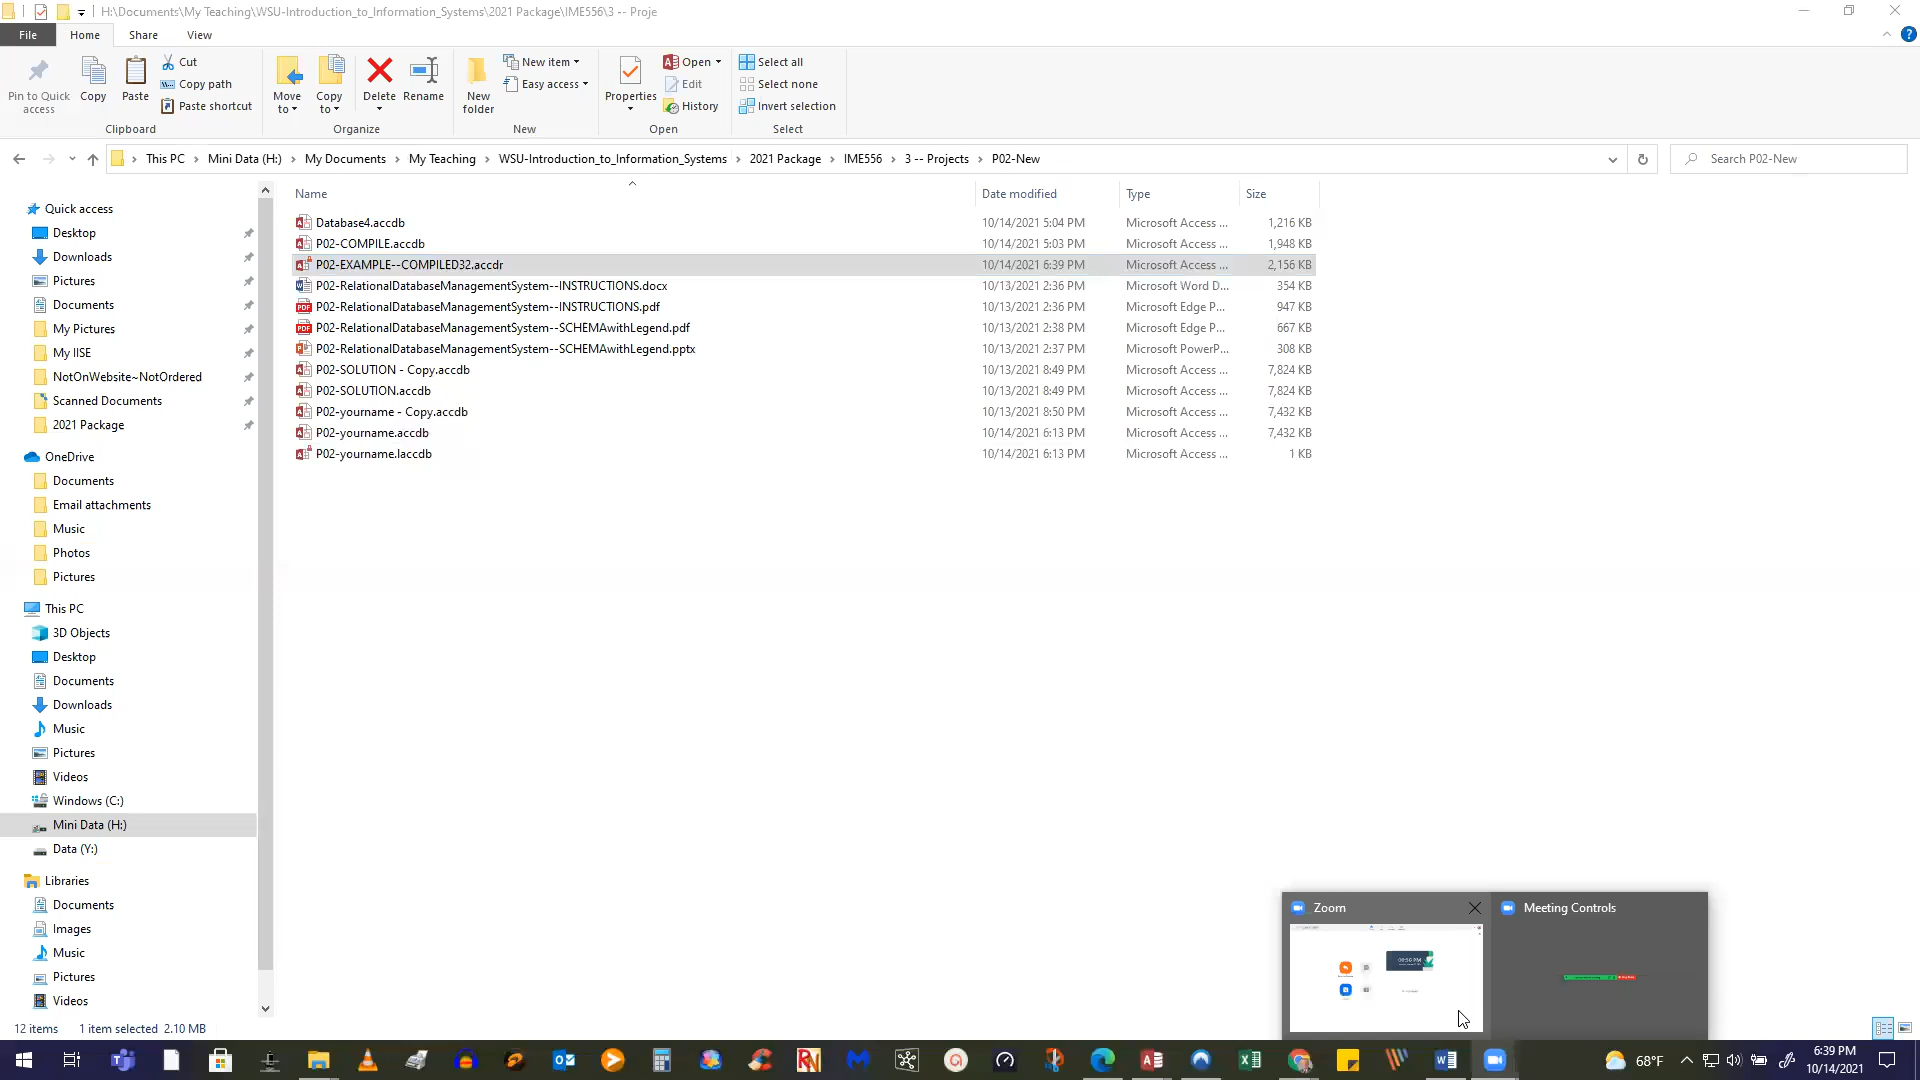 H:\Documents\My Teaching\WSU-Introduction_to_Information_Systems\2021 Package\IME556\3 -- Proje
File Home Share View
Pin to Quick access
Copy
Paste
Cut
Copy path
Paste shortcut
Clipboard
Move to
Copy to
Delete
Rename
Organize
New folder
New item
Easy access
New
Properties
Open
Edit
History
Open
Select all
Select none
Invert selection
Select
This PC > Mini Data (H:) > My Documents > My Teaching > WSU-Introduction_to_Information_Systems > 2021 Package > IME556 > 3 -- Projects > P02-New
Search P02-New
Quick access
Desktop
Downloads
Pictures
Documents
My Pictures
My IISE
NotOnWebsite~NotOrdered
Scanned Documents
2021 Package
OneDrive
Documents
Email attachments
Music
Photos
Pictures
This PC
3D Objects
Desktop
Documents
Downloads
Music
Pictures
Videos
Windows (C:)
Mini Data (H:)
Data (Y:)
Libraries
Documents
Images
Music
Pictures
Videos
Name Date modified Type Size
Database4.accdb 10/14/2021 5:04 PM Microsoft Access ... 1,216 KB
P02-COMPILE.accdb 10/14/2021 5:03 PM Microsoft Access ... 1,948 KB
P02-EXAMPLE--COMPILED32.accdr 10/14/2021 6:39 PM Microsoft Access ... 2,156 KB
P02-RelationalDatabaseManagementSystem--INSTRUCTIONS.docx 10/13/2021 2:36 PM Microsoft Word D... 354 KB
P02-RelationalDatabaseManagementSystem--INSTRUCTIONS.pdf 10/13/2021 2:36 PM Microsoft Edge P... 947 KB
P02-RelationalDatabaseManagementSystem--SCHEMAwithLegend.pdf 10/13/2021 2:38 PM Microsoft Edge P... 667 KB
P02-RelationalDatabaseManagementSystem--SCHEMAwithLegend.pptx 10/13/2021 2:37 PM Microsoft PowerP... 308 KB
P02-SOLUTION - Copy.accdb 10/13/2021 8:49 PM Microsoft Access ... 7,824 KB
P02-SOLUTION.accdb 10/13/2021 8:49 PM Microsoft Access ... 7,824 KB
P02-yourname - Copy.accdb 10/13/2021 8:50 PM Microsoft Access ... 7,432 KB
P02-yourname.accdb 10/14/2021 6:13 PM Microsoft Access ... 7,432 KB
P02-yourname.laccdb 10/14/2021 6:13 PM Microsoft Access ... 1 KB
Zoom
Meeting Controls
12 items 1 item selected 2.10 MB
68°F
6:39 PM
10/14/2021